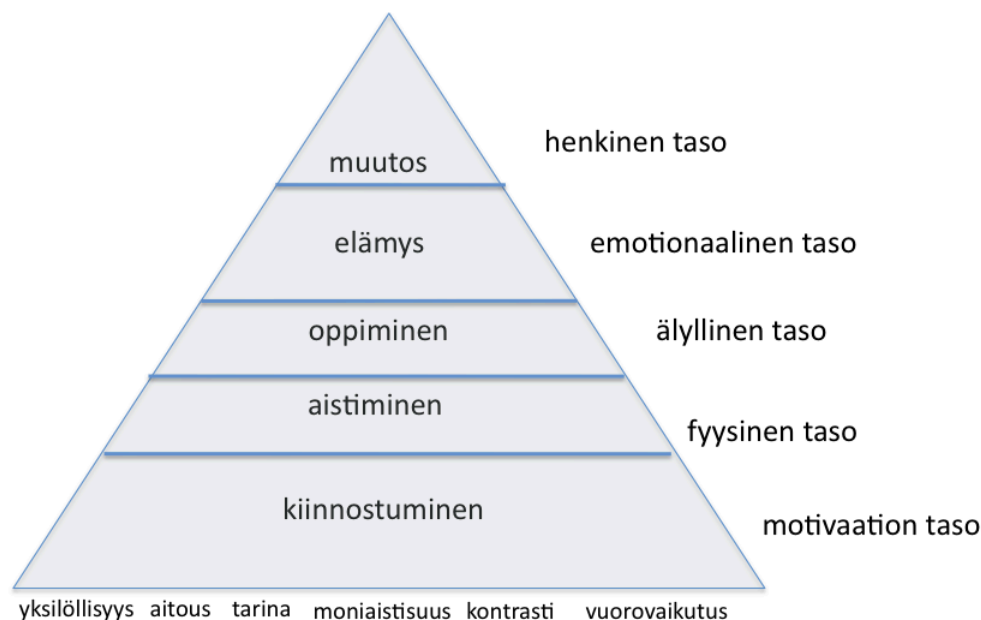 henkinen taso
muutos
elämys
emotionaalinen taso
oppiminen
älyllinen taso
aistiminen
fyysinen taso
kiinnostuminen
motivaation taso
yksilöllisyys aitous tarina moniaistisuus kontrasti vuorovaikutus